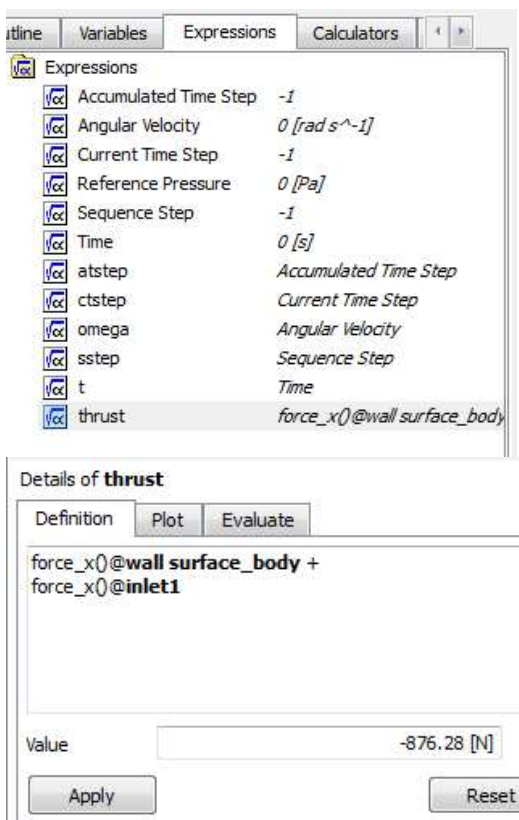 utline Variables Expressions Calculators
Expressions
Accumulated Time Step -1
Angular Velocity 0 [rad s^-1]
Current Time Step -1
Reference Pressure 0 [Pa]
Sequence Step -1
Time 0 [s]
atstep Accumulated Time Step
ctstep Current Time Step
omega Angular Velocity
sstep Sequence Step
t Time
thrust force_x()@wall surface_body
Details of thrust
Definition Plot Evaluate
force_x()@wall surface_body +
force_x()@inlet1
Value -876.28 [N]
Apply Reset